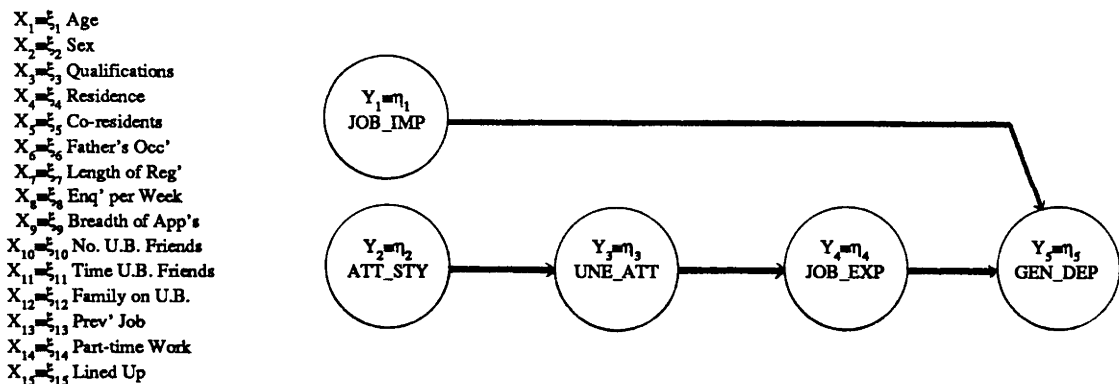 X₁≡ξ₁ Age
X₂≡ξ₂ Sex
X₃≡ξ₃ Qualifications
X₄≡ξ₄ Residence
X₅≡ξ₅ Co-residents
X₆≡ξ₆ Father's Occ'
X₇≡ξ₇ Length of Reg'
X₈≡ξ₈ Enq' per Week
X₉≡ξ₉ Breadth of App's
X₁₀≡ξ₁₀ No. U.B. Friends
X₁₁≡ξ₁₁ Time U.B. Friends
X₁₂≡ξ₁₂ Family on U.B.
X₁₃≡ξ₁₃ Prev' Job
X₁₄≡ξ₁₄ Part-time Work
X₁₅≡ξ₁₅ Lined Up
Y₁≡η₁
JOB_IMP
Y₂≡η₂
ATT_STY
Y₃≡η₃
UNE_ATT
Y₄≡η₄
JOB_EXP
Y₅≡η₅
GEN_DEP